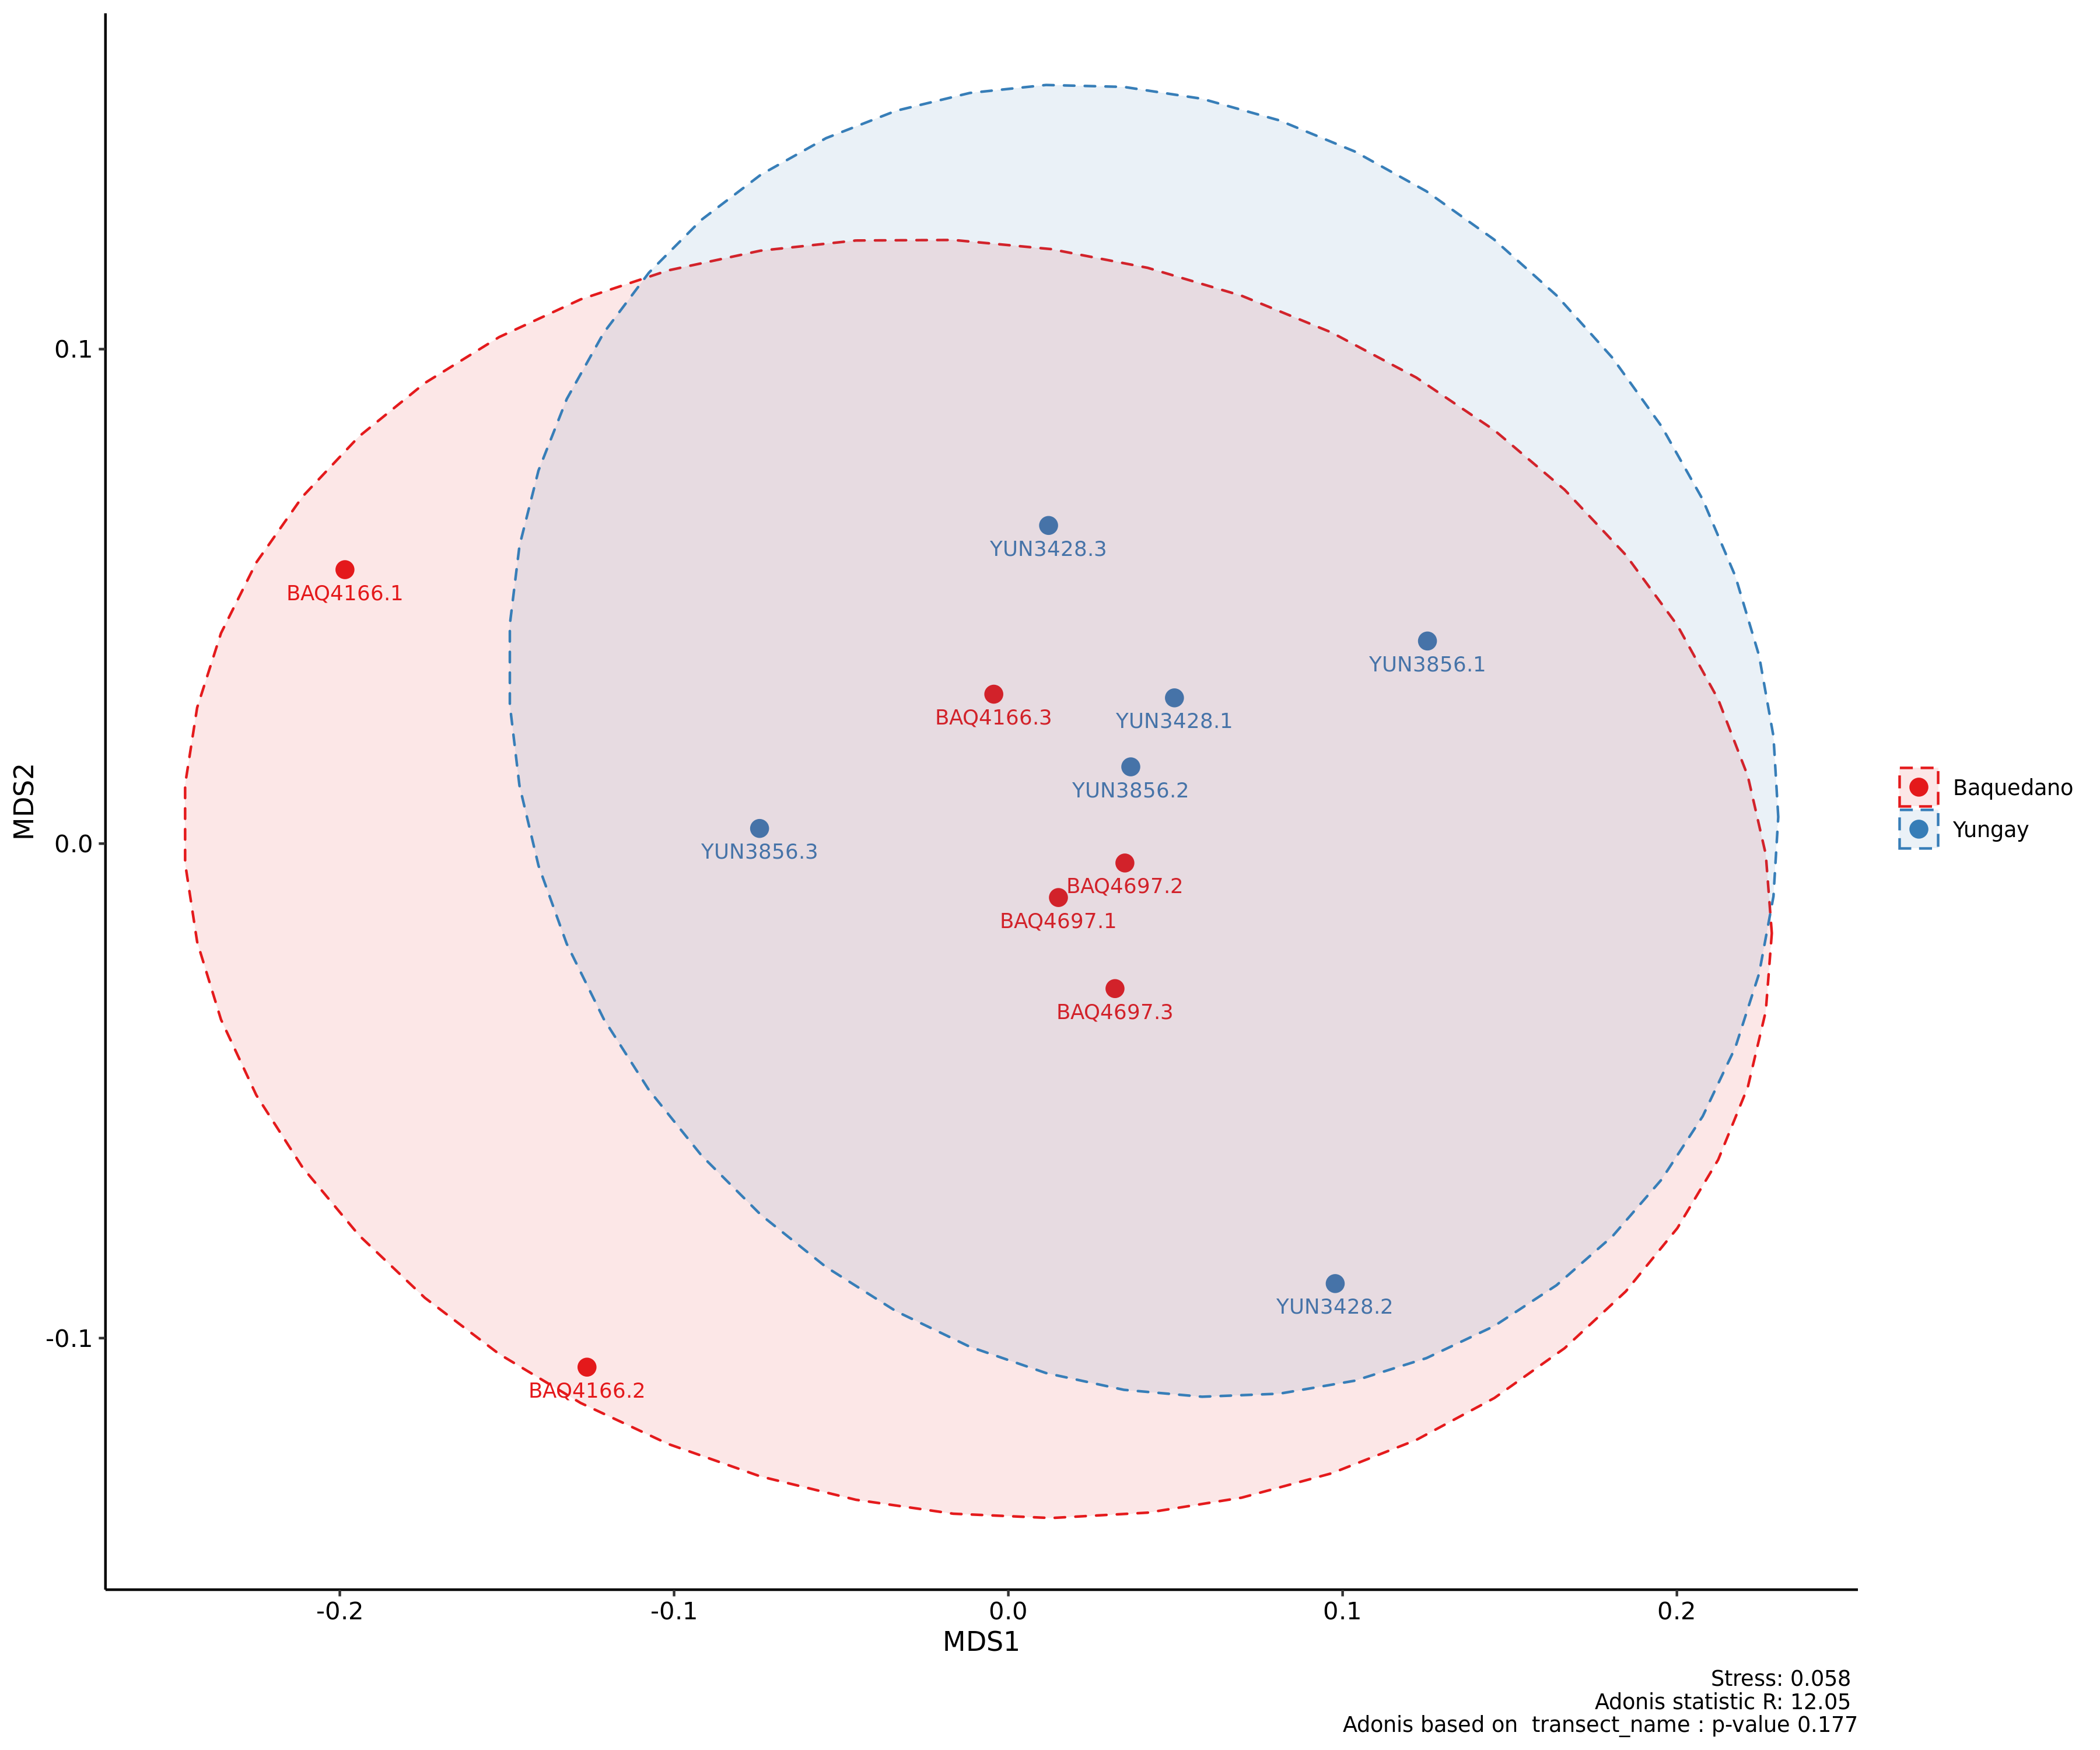 0.1
0.0
-0.1
MDS2
YUN3428.3
BAQ4166.1
YUN3856.1
BAQ4166.3
YUN3428.1
YUN3856.2
YUN3856.3
BAQ4697.2
BAQ4697.1
BAQ4697.3
YUN3428.2
BAQ4166.2
Baquedano
Yungay
-0.2 -0.1 0.0 0.1 0.2
MDS1
Stress: 0.058
Adonis statistic R: 12.05
Adonis based on  transect_name : p-value 0.177